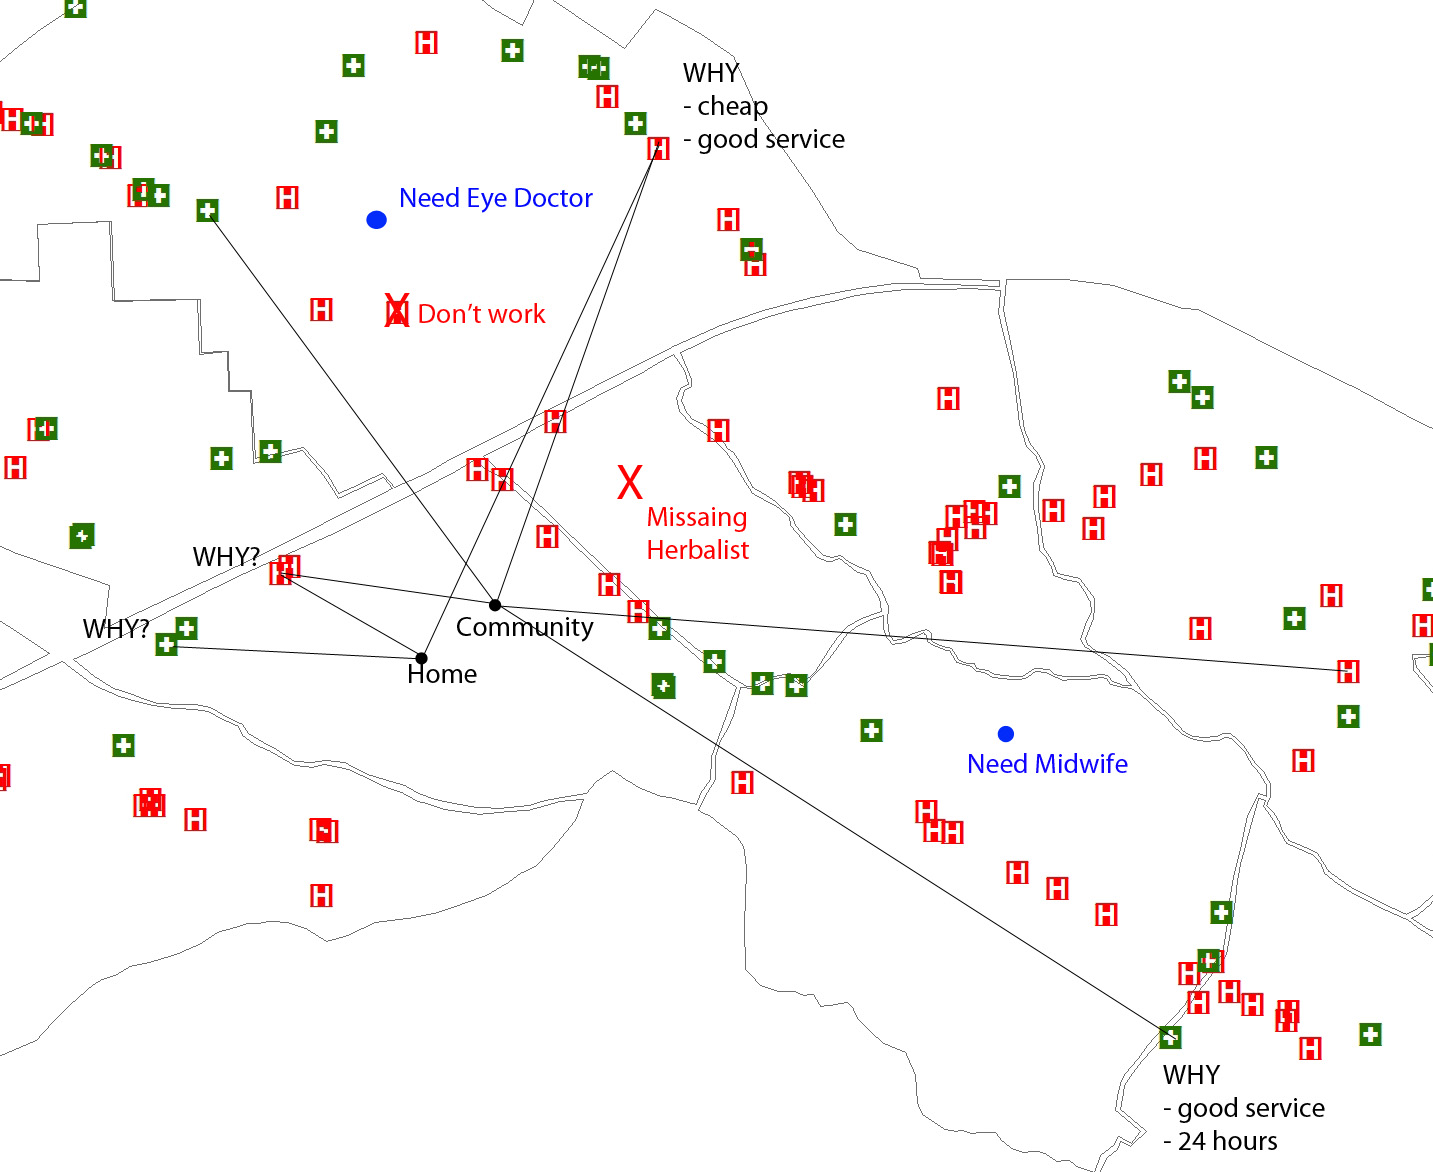 WHY
- cheap
- good service
Need Eye Doctor
Don't work
X
Missaing
Herbalist
WHY?
WHY?
Community
Home
Need Midwife
WHY
- good service
- 24 hours